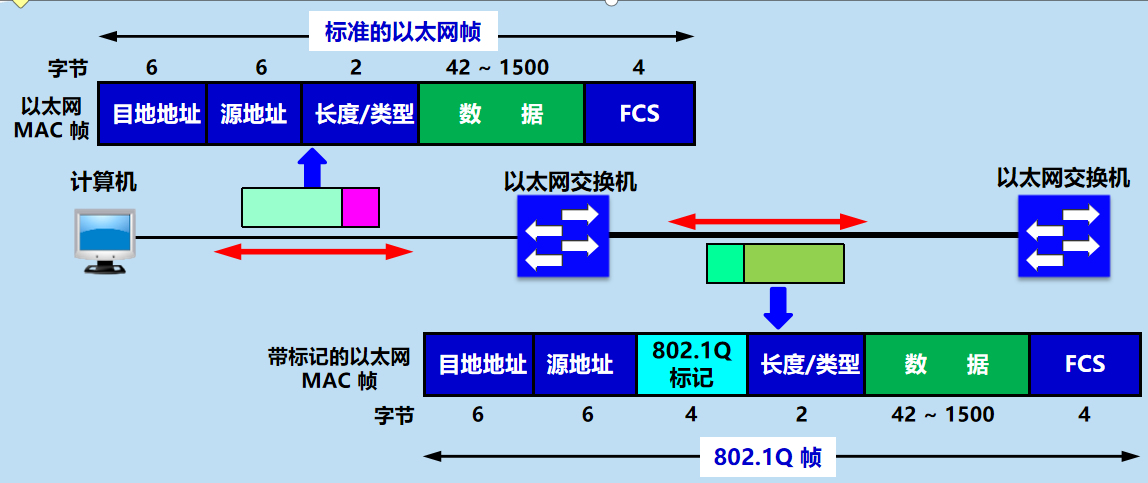 标准的以太网帧
字节 6 6 2 42 ~ 1500 4
以太网
MAC 帧
目地地址 源地址 长度/类型 数 据 FCS
计算机
以太网交换机
以太网交换机
带标记的以太网
MAC 帧
目地地址 源地址 802.1Q
标记 长度/类型 数 据 FCS
字节 6 6 4 2 42 ~ 1500 4
802.1Q 帧